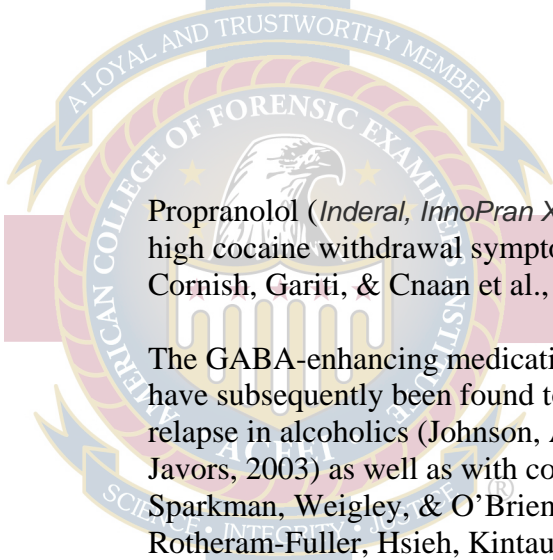 A LOYAL AND TRUSTWORTHY MEMBER
AMERICAN COLLEGE OF FORENSIC EXAMINERS INSTITUTE
Propranolol (Inderal, InnoPran X
high cocaine withdrawal sympto
Cornish, Gariti, & Cnaan et al.,
The GABA-enhancing medicati
have subsequently been found to
relapse in alcoholics (Johnson, A
Javors, 2003) as well as with co
Sparkman, Weigley, & O’Brien
Rotheram-Fuller, Hsieh, Kintau
ACFEI
SCIENCE • INTEGRITY • JUSTICE ®